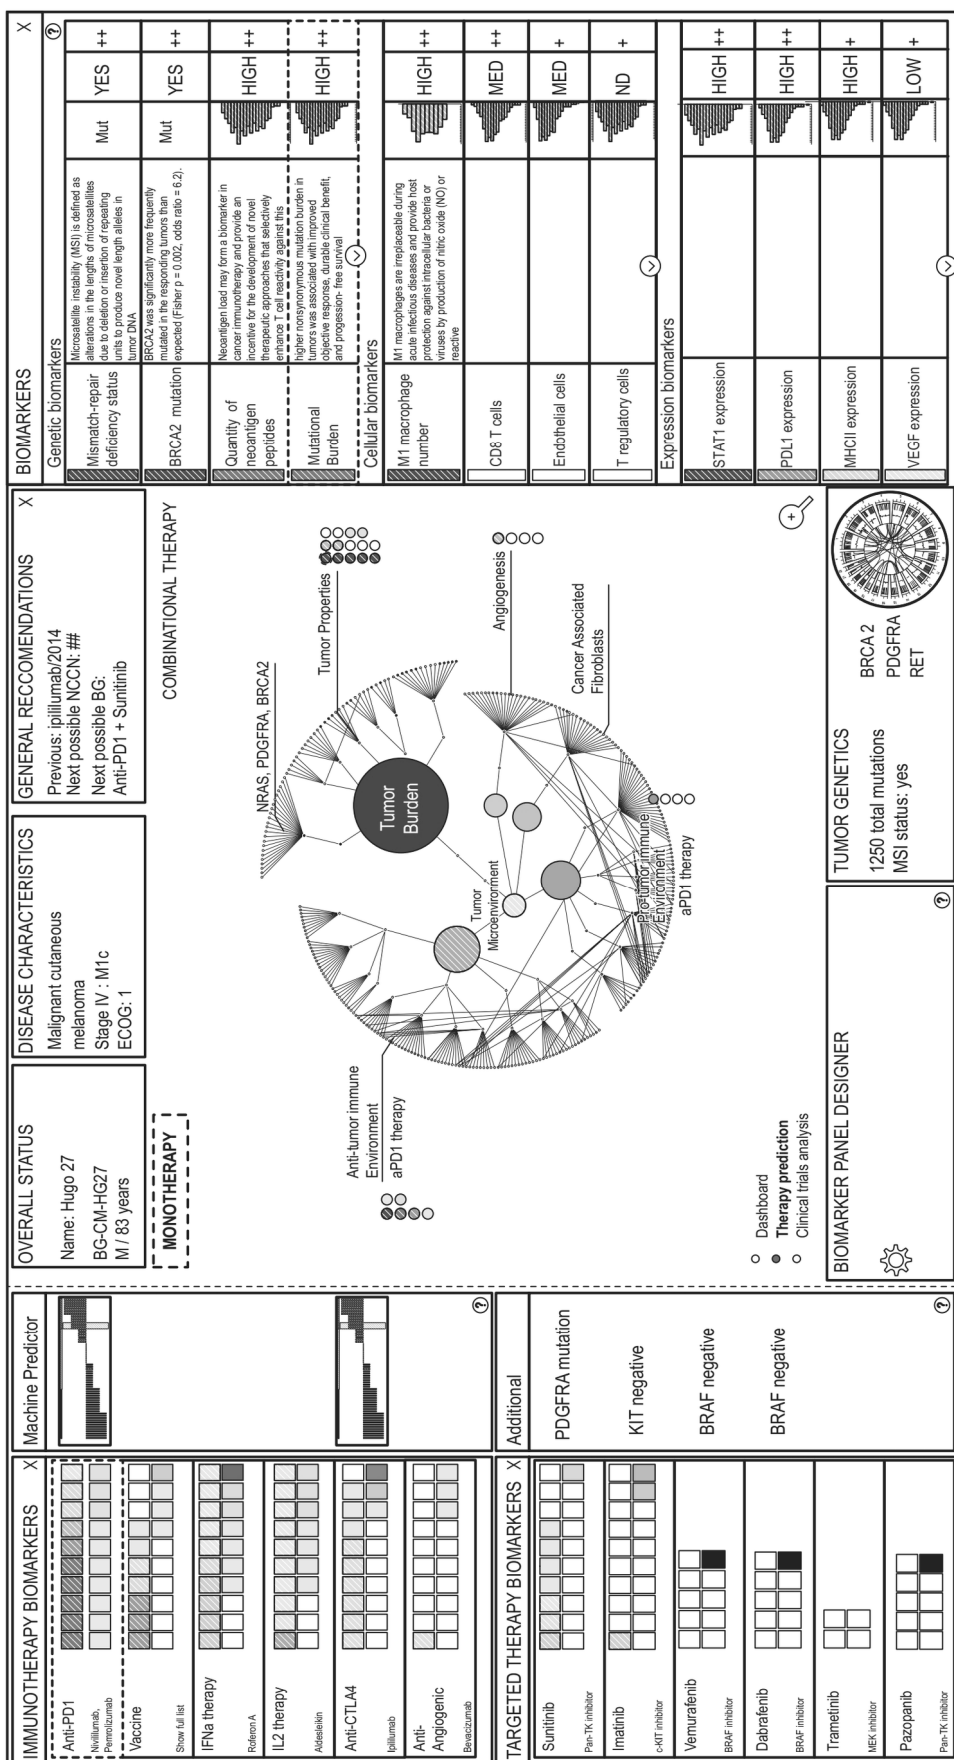 IMMUNOTHERAPY BIOMARKERS X
Anti-PD1
Nivillumab,
Permolizumab
Vaccine
Show full list
IFNa therapy
Roferon A
IL2 therapy
Aldesleikin
Anti-CTLA4
Ipililumab
Anti-
Angiogenic
Bevacizumab
Machine Predictor
?
TARGETED THERAPY BIOMARKERS X
Sunitinib
Pan-TK inhibitor
Imatinib
c-KIT inhibitor
Vemurafenib
BRAF inhibitor
Dabrafenib
BRAF inhibitor
Trametinib
MEK inhibitor
Pazopanib
Pan-TK inhibitor
Additional
PDGFRA mutation
KIT negative
BRAF negative
BRAF negative
?
OVERALL STATUS
Name: Hugo 27
BG-CM-HG27
M / 83 years
DISEASE CHARACTERISTICS
Malignant cutaneous
melanoma
Stage IV : M1c
ECOG: 1
GENERAL RECCOMENDATIONS X
Previous: ipililumab/2014
Next possible NCCN: ##
Next possible BG:
Anti-PD1 + Sunitinib
MONOTHERAPY
COMBINATIONAL THERAPY
NRAS, PDGFRA, BRCA2
Tumor Properties
Tumor
Burden
Anti-tumor immune
Environment
aPD1 therapy
Tumor
Microenvironment
Angiogenesis
Cancer Associated
Fibroblasts
Pro-tumor immune
Environment
aPD1 therapy
Dashboard
Therapy prediction
Clinical trials analysis
+
BIOMARKER PANEL DESIGNER
?
TUMOR GENETICS
1250 total mutations
MSI status: yes
BRCA 2
PDGFRA
RET
BIOMARKERS X
Genetic biomarkers ?
Mismatch-repair
deficiency status
Microsatellite instability (MSI) is defined as
alterations in the lengths of microsatellites
due to deletion or insertion of repeating
units to produce novel length alleles in
tumor DNA
Mut YES ++
BRCA2 mutation
BRCA2 was significantly more frequently
mutated in the responding tumors than
expected (Fisher p = 0.002, odds ratio = 6.2).
Mut YES ++
Quantity of
neoantigen
peptides
Neoantigen load may form a biomarker in
cancer immunotherapy and provide an
incentive for the development of novel
therapeutic approaches that selectively
enhance T cell reactivity against this
HIGH ++
Mutational
Burden
higher nonsynonymous mutation burden in
tumors was associated with improved
objective response, durable clinical benefit,
and progression- free survival
HIGH ++
Cellular biomarkers
M1 macrophage
number
M1 macrophages are irreplaceable during
acute infectious diseases and provide host
protection against intracellular bacteria or
viruses by production of nitric oxide (NO) or
reactive
HIGH ++
CD8 T cells MED ++
Endothelial cells MED +
T regulatory cells ND +
Expression biomarkers
STAT1 expression HIGH ++
PDL1 expression HIGH ++
MHCII expression HIGH +
VEGF expression LOW +